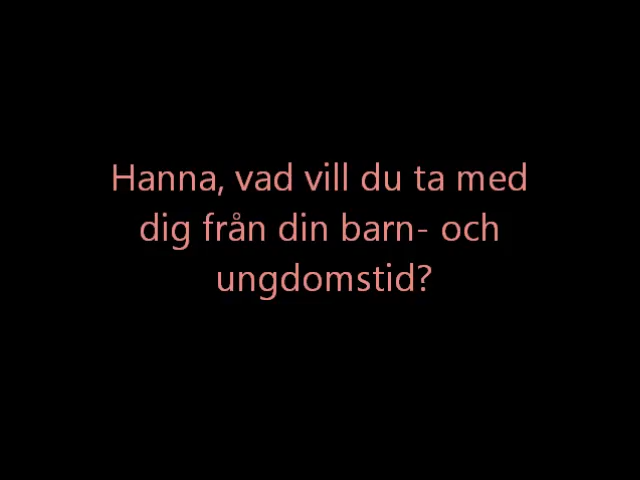 Hanna, vad vill du ta med
dig från din barn- och
ungdomstid?